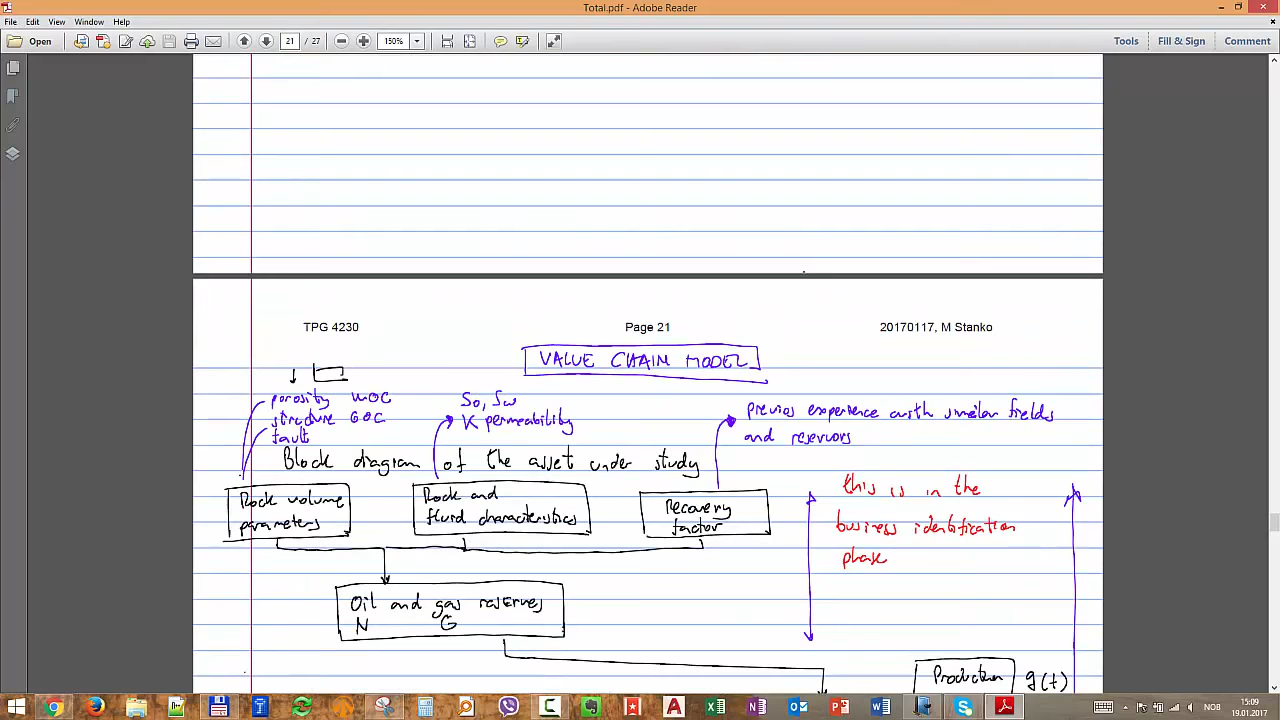 Total.pdf - Adobe Reader
File Edit View Window Help
Open 21 / 27 150% Tools Fill & Sign Comment
TPG 4230 Page 21 20170117, M Stanko
VALUE CHAIN MODEL
porosity WOC
structure GOC
fault
So, Sw
K permeability
previos experience with similar fields
and reservors
Block diagram of the asset under study
Rock volume
parameters
Rock and
fluid characteristics
Recovery
factor
this is in the
business identification
phase
Oil and gas reserves
N G
Production q(t)
NOB
15:09
19.01.2017